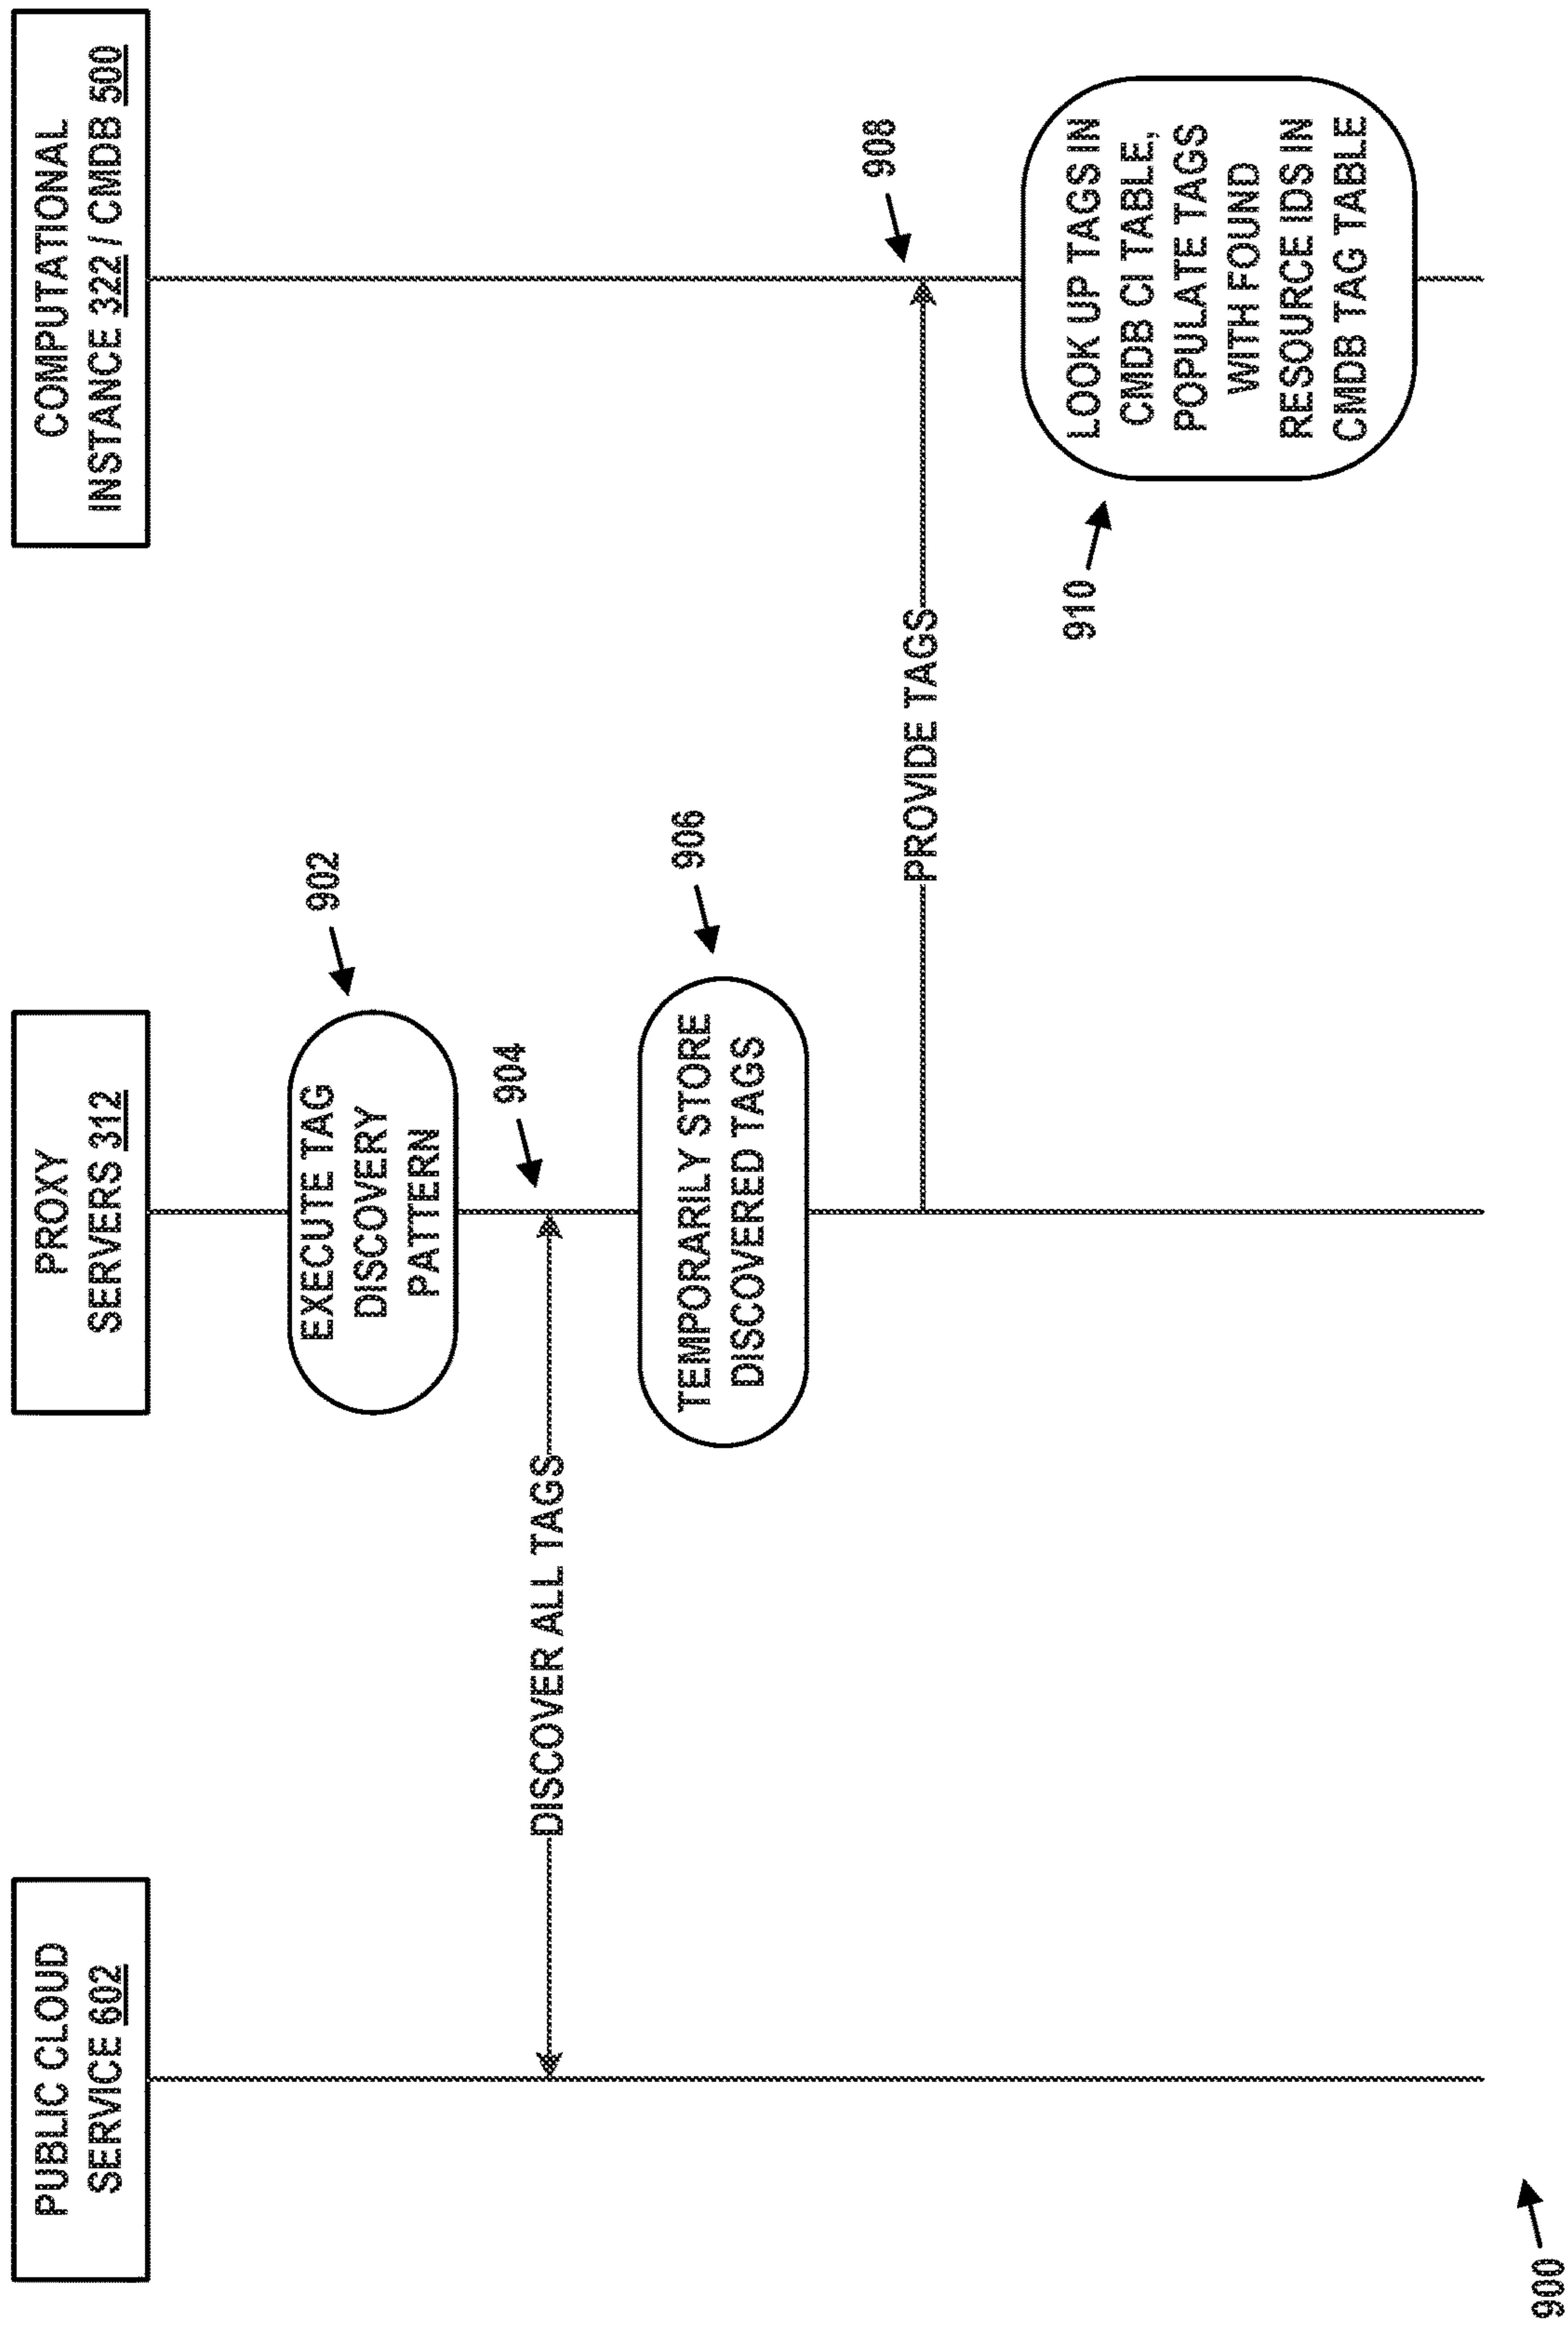 PUBLIC CLOUD
SERVICE 602
PROXY
SERVERS 312
COMPUTATIONAL
INSTANCE 322 / CMDB 500
902
EXECUTE TAG
DISCOVERY
PATTERN
904
DISCOVER ALL TAGS
906
TEMPORARILY STORE
DISCOVERED TAGS
908
PROVIDE TAGS
910
LOOK UP TAGS IN
CMDB CI TABLE,
POPULATE TAGS
WITH FOUND
RESOURCE IDS IN
CMDB TAG TABLE
900